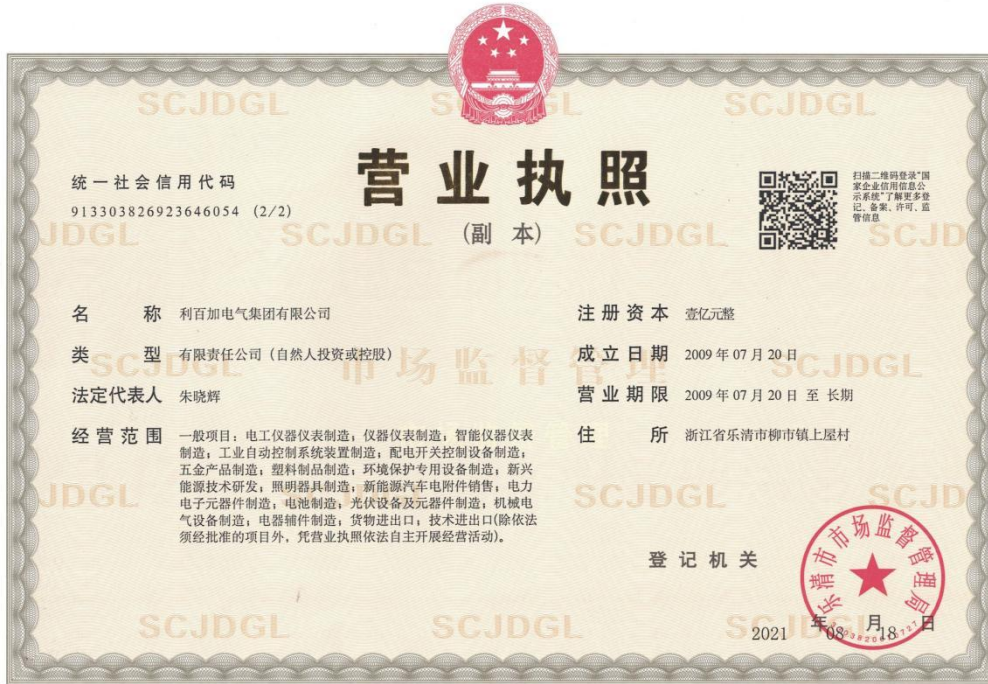 营业执照
(副 本)
统一社会信用代码
913303826923646054 (2/2)
扫描二维码登录"国
家企业信用信息公
示系统"了解更多登
记、备案、许可、监
管信息
名 称 利百加电气集团有限公司
类 型 有限责任公司（自然人投资或控股）
法定代表人 朱晓辉
经营范围 一般项目：电工仪器仪表制造；仪器仪表制造；智能仪器仪表
制造；工业自动控制系统装置制造；配电开关控制设备制造；
五金产品制造；塑料制品制造；环境保护专用设备制造；新兴
能源技术研发；照明器具制造；新能源汽车电附件销售；电力
电子元器件制造；电池制造；光伏设备及元器件制造；机械电
气设备制造；电器辅件制造；货物进出口；技术进出口(除依法
须经批准的项目外，凭营业执照依法自主开展经营活动)。
注册资本 壹亿元整
成立日期 2009年07月20日
营业期限 2009年07月20日 至 长期
住 所 浙江省乐清市柳市镇上屋村
登记机关
乐清市市场监督管理局
2021 年 08 月 18 日
SCJDGL
市场监督管理